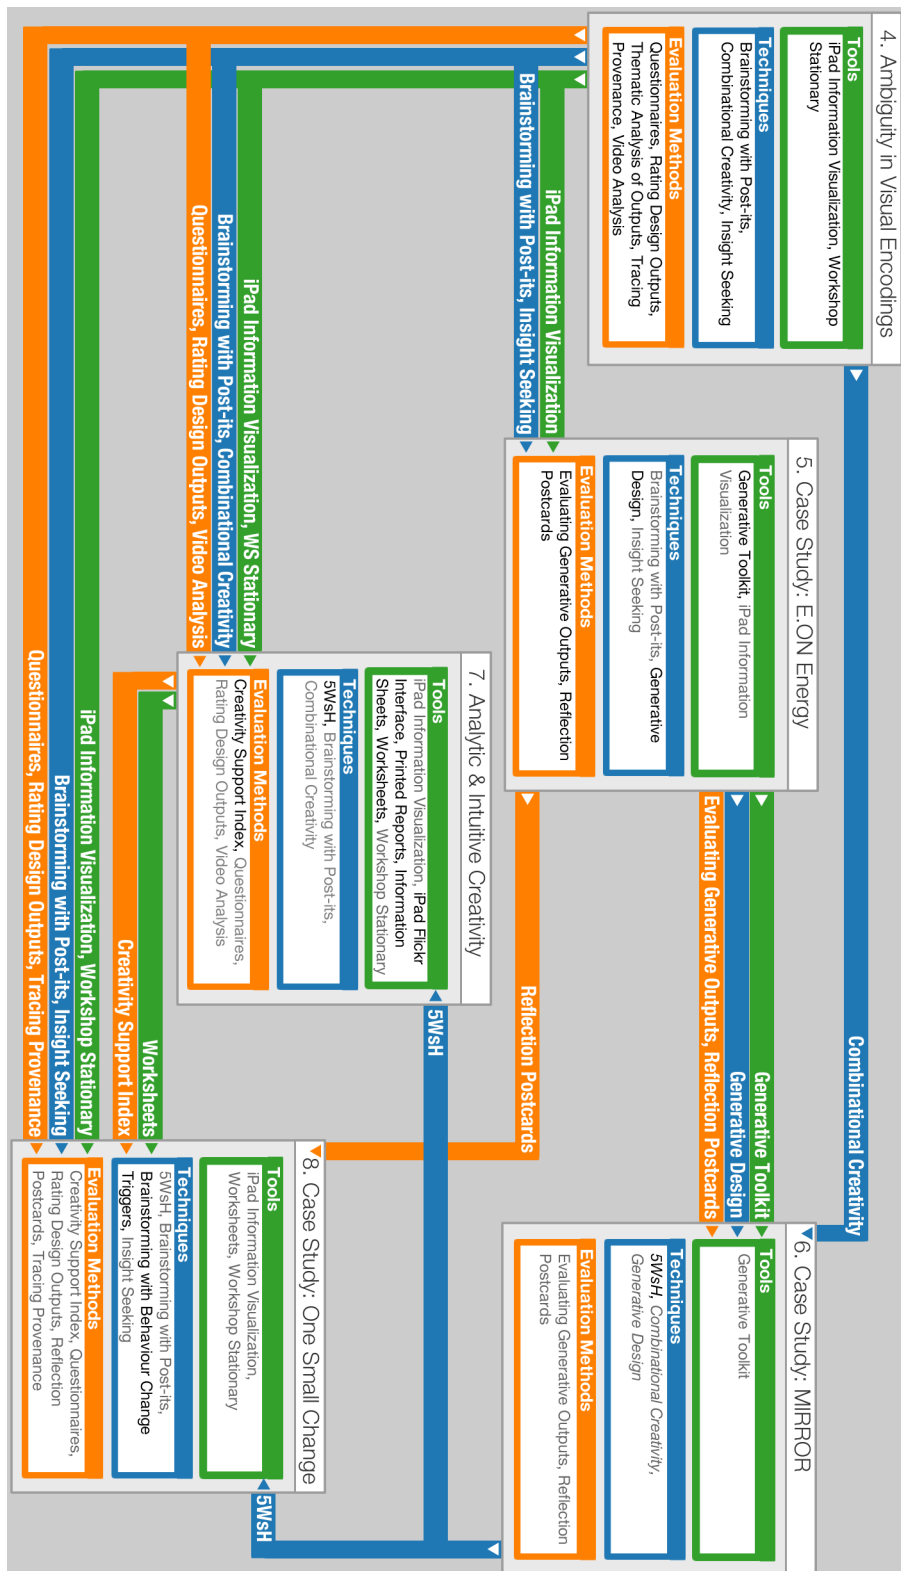 4. Ambiguity in Visual Encodings
Tools
iPad Information Visualization, Workshop
Stationary
Techniques
Brainstorming with Post-its,
Combinational Creativity, Insight Seeking
Evaluation Methods
Questionnaires, Rating Design Outputs,
Thematic Analysis of Outputs, Tracing
Provenance, Video Analysis
Combinational Creativity
iPad Information Visualization
Brainstorming with Post-its, Insight Seeking
iPad Information Visualization, WS Stationary
Brainstorming with Post-its, Combinational Creativity
Questionnaires, Rating Design Outputs, Video Analysis
iPad Information Visualization, Workshop Stationary
Brainstorming with Post-its, Insight Seeking
Questionnaires, Rating Design Outputs, Tracing Provenance
5. Case Study: E.ON Energy
Tools
Generative Toolkit, iPad Information
Visualization
Techniques
Brainstorming with Post-its, Generative
Design, Insight Seeking
Evaluation Methods
Evaluating Generative Outputs, Reflection
Postcards
Generative Toolkit
Generative Design
Evaluating Generative Outputs, Reflection Postcards
Reflection Postcards
6. Case Study: MIRROR
Tools
Generative Toolkit
Techniques
5WsH, Combinational Creativity,
Generative Design
Evaluation Methods
Evaluating Generative Outputs, Reflection
Postcards
7. Analytic & Intuitive Creativity
Tools
iPad Information Visualization, iPad Flickr
Interface, Printed Reports, Information
Sheets, Worksheets, Workshop Stationary
Techniques
5WsH, Brainstorming with Post-its,
Combinational Creativity
Evaluation Methods
Creativity Support Index, Questionnaires,
Rating Design Outputs, Video Analysis
5WsH
Worksheets
Creativity Support Index
8. Case Study: One Small Change
Tools
iPad Information Visualization,
Worksheets, Workshop Stationary
Techniques
5WsH, Brainstorming with Post-its,
Brainstorming with Behaviour Change
Triggers, Insight Seeking
Evaluation Methods
Creativity Support Index, Questionnaires,
Rating Design Outputs, Reflection
Postcards, Tracing Provenance
5WsH